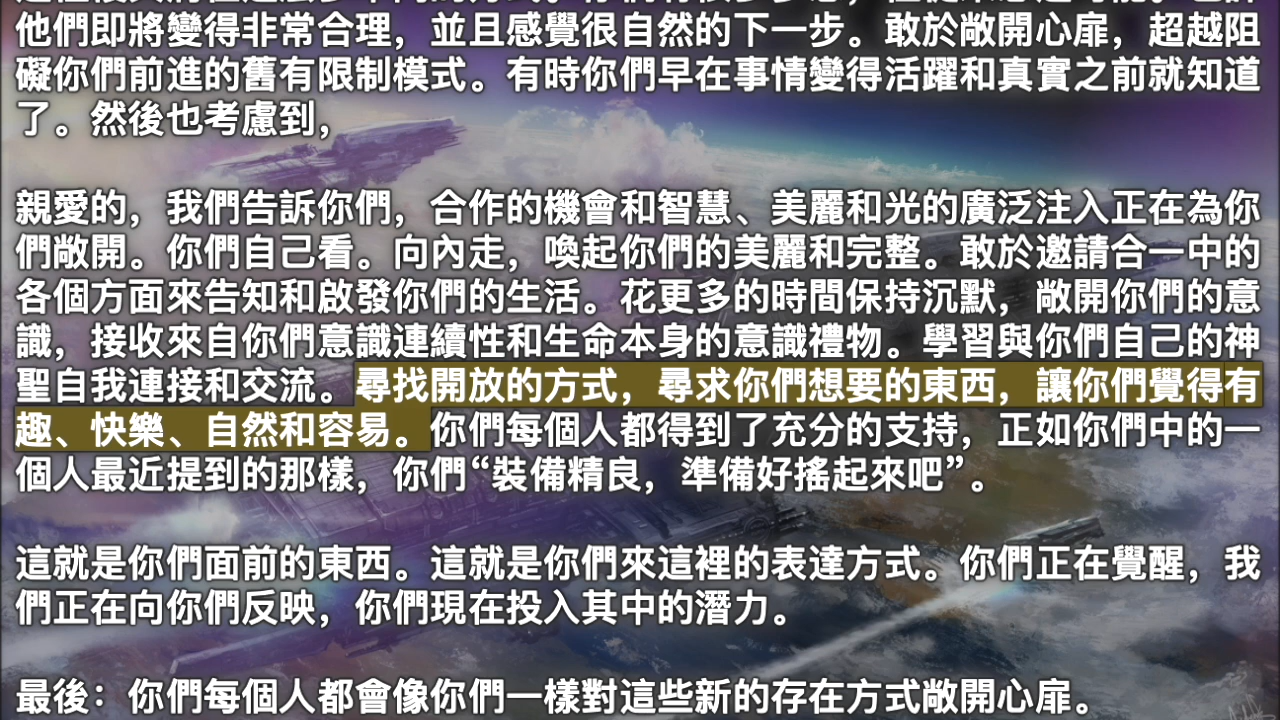 他們即將變得非常合理，並且感覺很自然的下一步。敢於敞開心扉，超越阻
礙你們前進的舊有限制模式。有時你們早在事情變得活躍和真實之前就知道
了。然後也考慮到，
親愛的，我們告訴你們，合作的機會和智慧、美麗和光的廣泛注入正在為你
們敞開。你們自己看。向內走，喚起你們的美麗和完整。敢於邀請合一中的
各個方面來告知和啟發你們的生活。花更多的時間保持沉默，敞開你們的意
識，接收來自你們意識連續性和生命本身的意識禮物。學習與你們自己的神
聖自我連接和交流。尋找開放的方式，尋求你們想要的東西，讓你們覺得有
趣、快樂、自然和容易。你們每個人都得到了充分的支持，正如你們中的一
個人最近提到的那樣，你們“裝備精良，準備好搖起來吧”。
這就是你們面前的東西。這就是你們來這裡的表達方式。你們正在覺醒，我
們正在向你們反映，你們現在投入其中的潛力。
最後：你們每個人都會像你們一樣對這些新的存在方式敞開心扉。